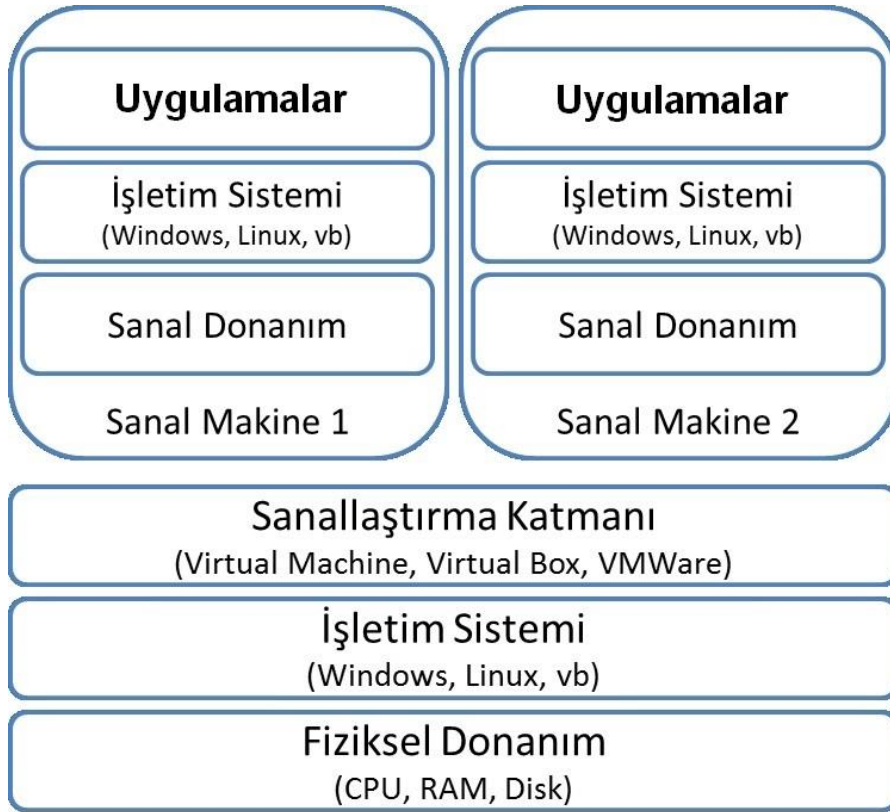 Uygulamalar
İşletim Sistemi
(Windows, Linux, vb)
Sanal Donanım
Sanal Makine 1
Uygulamalar
İşletim Sistemi
(Windows, Linux, vb)
Sanal Donanım
Sanal Makine 2
Sanallaştırma Katmanı
(Virtual Machine, Virtual Box, VMWare)
İşletim Sistemi
(Windows, Linux, vb)
Fiziksel Donanım
(CPU, RAM, Disk)